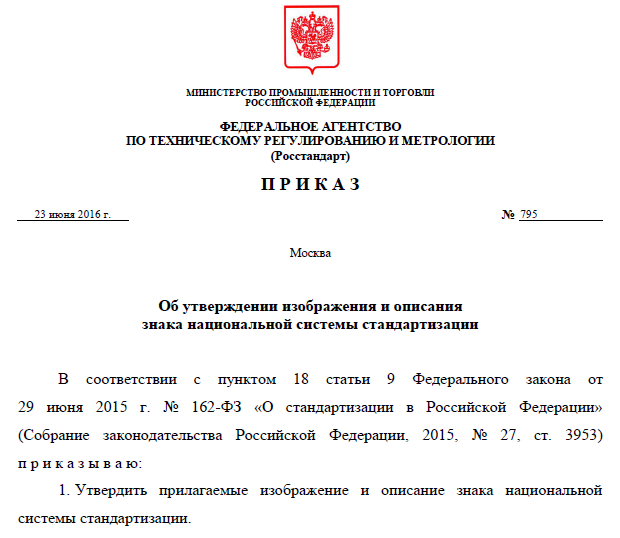 МИНИСТЕРСТВО ПРОМЫШЛЕННОСТИ И ТОРГОВЛИ
РОССИЙСКОЙ ФЕДЕРАЦИИ
ФЕДЕРАЛЬНОЕ АГЕНТСТВО
ПО ТЕХНИЧЕСКОМУ РЕГУЛИРОВАНИЮ И МЕТРОЛОГИИ
(Росстандарт)
П Р И К А З
23 июня 2016 г. № 795
Москва
Об утверждении изображения и описания
знака национальной системы стандартизации
В соответствии с пунктом 18 статьи 9 Федерального закона от
29 июня 2015 г. № 162-ФЗ «О стандартизации в Российской Федерации»
(Собрание законодательства Российской Федерации, 2015, № 27, ст. 3953)
п р и к а з ы в а ю:
1. Утвердить прилагаемые изображение и описание знака национальной
системы стандартизации.